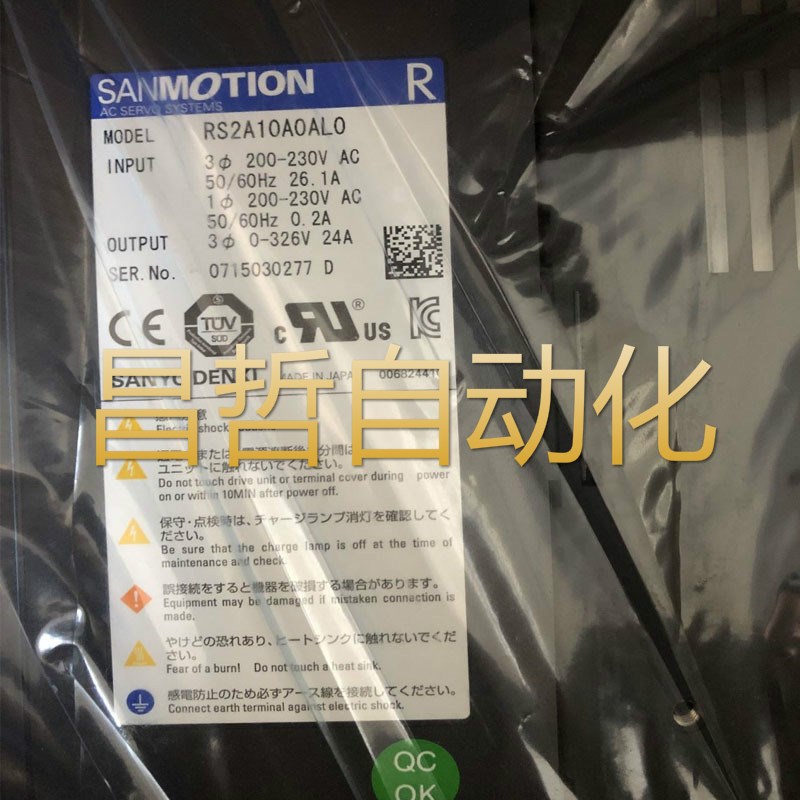 SANMOTION R
AC SERVO SYSTEMS
MODEL RS2A10A0AL0
INPUT 3φ 200-230V AC
50/60Hz 26.1A
1φ 200-230V AC
50/60Hz 0.2A
OUTPUT 3φ 0-326V 24A
SER.No. 0715030277 D
CE TÜV SÜD c RU ® US KC
SANYO DENKI MADE IN JAPAN 00682441
昌哲自动化
Electric shock
ユニットに触れないでください。
Do not touch drive unit or terminal cover during power
on or within 10MIN after power off.
保守・点検時は、チャージランプ消灯を確認してく
ださい。
Be sure that the charge lamp is off at the time of
maintenance and check.
誤接続をすると機器を破損する場合があります。
Equipment may be damaged if mistaken connection is
made.
やけどの恐れあり、ヒートシンクに触れないでくだ
さい。
Fear of a burn! Do not touch a heat sink.
感電防止のため必ずアース線を接続してください。
Connect earth terminal against electric shock.
QC
OK